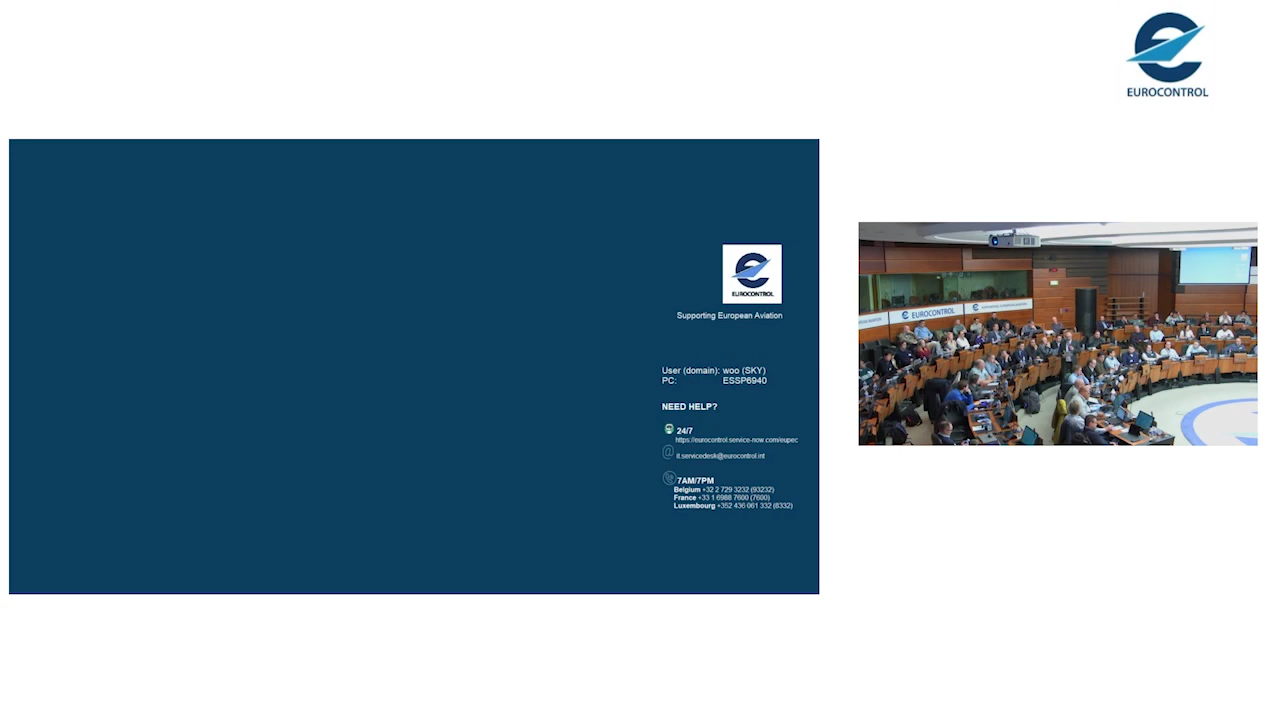 EUROCONTROL
EUROCONTROL
Supporting European Aviation
User (domain): woo (SKY)
PC: ESSP6940
NEED HELP?
24/7
https://eurocontrol.service-now.com/eupec
it.servicedesk@eurocontrol.int
7AM/7PM
Belgium +32 2 729 3232 (93232)
France +33 1 6988 7600 (7600)
Luxembourg +352 436 061 332 (8332)
EUROCONTROL